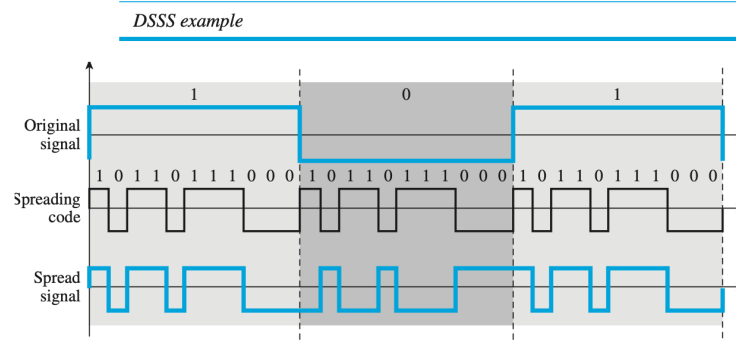 DSSS example
1 0 1
Original
signal
1 0 1 1 0 1 1 1 0 0 0 1 0 1 1 0 1 1 1 0 0 0 1 0 1 1 0 1 1 1 0 0 0
Spreading
code
Spread
signal